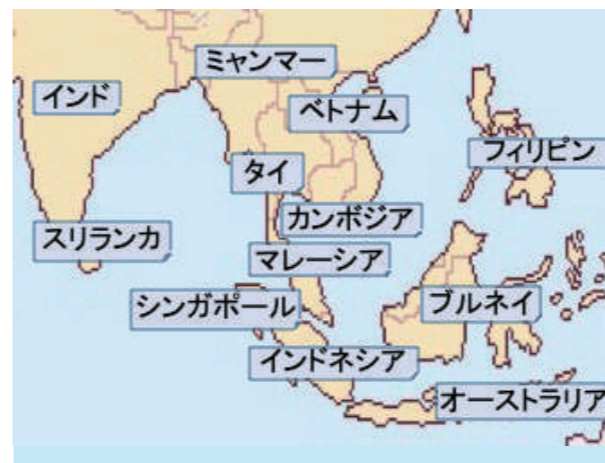 ミャンマー
インド
ベトナム
フィリピン
タイ
カンボジア
スリランカ
マレーシア
シンガポール
ブルネイ
インドネシア
オーストラリア